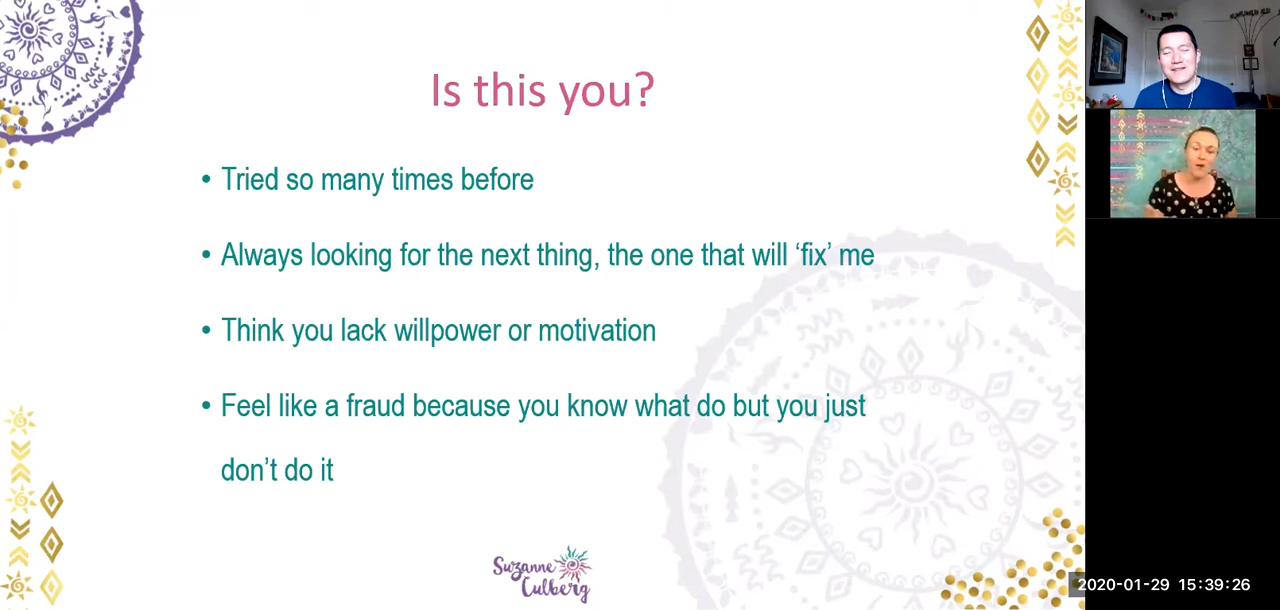 Is this you?
• Tried so many times before
• Always looking for the next thing, the one that will ‘fix’ me
• Think you lack willpower or motivation
• Feel like a fraud because you know what do but you just
don’t do it
Suzanne
Culberg
2020-01-29 15:39:26